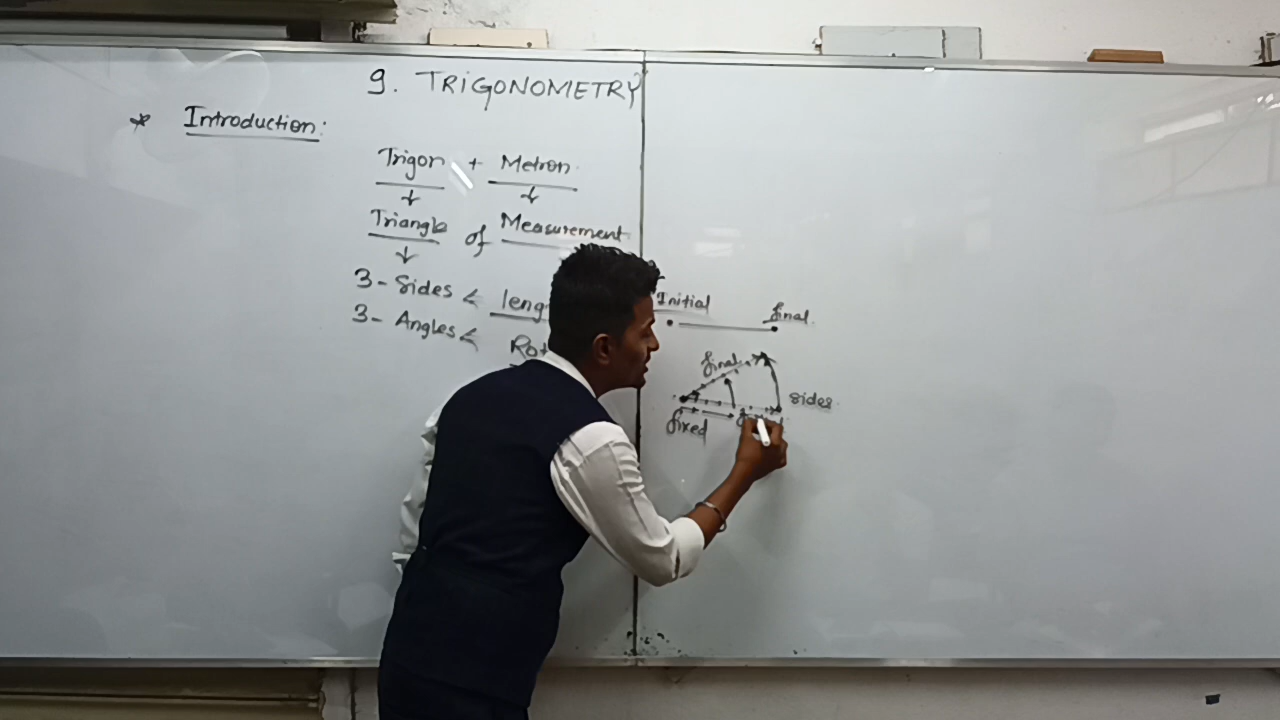 9. TRIGONOMETRY
* Introduction:
Trigon + Metron
Triangle of Measurement
3 - Sides < leng
3 - Angles < Rot
Initial final.
final
sides
fixed